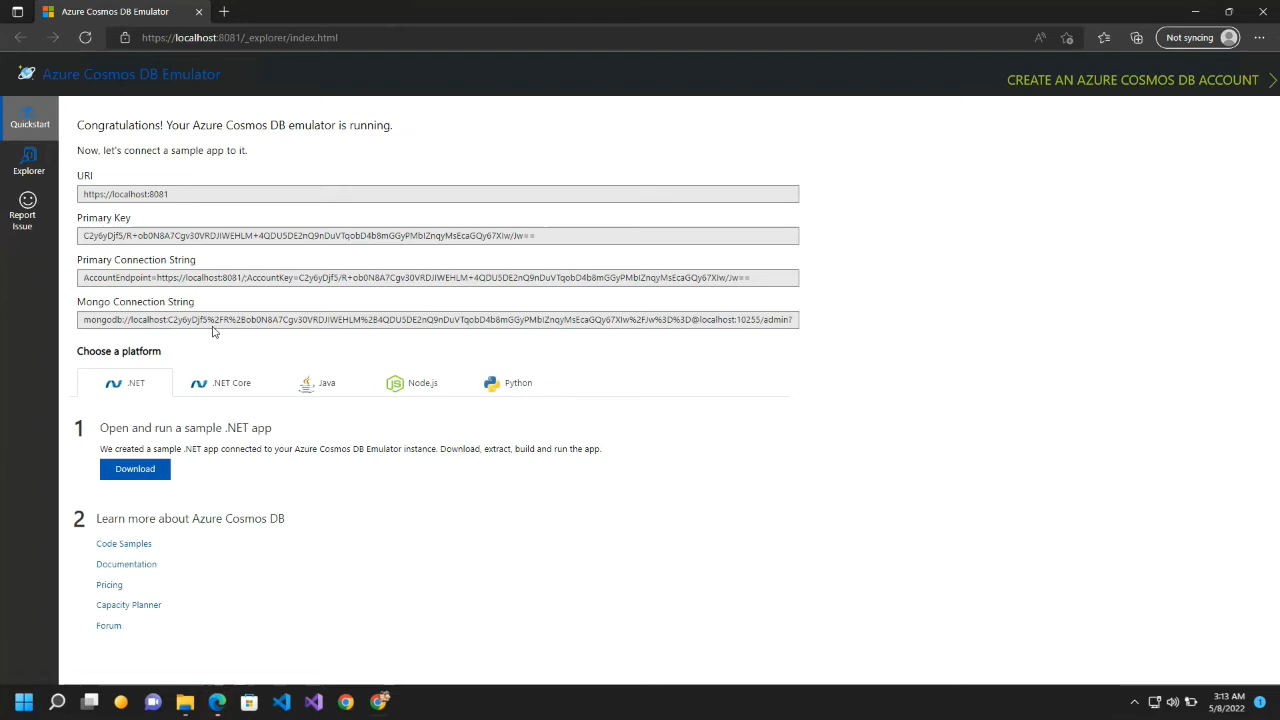 Azure Cosmos DB Emulator
https://localhost:8081/_explorer/index.html
Not syncing
Azure Cosmos DB Emulator
CREATE AN AZURE COSMOS DB ACCOUNT
Quickstart
Explorer
Report
Issue
Congratulations! Your Azure Cosmos DB emulator is running.
Now, let's connect a sample app to it.
URI
https://localhost:8081
Primary Key
C2y6yDjf5/R+ob0N8A7Cgv30VRDJIWEHLM+4QDU5DE2nQ9nDuVTqobD4b8mGGyPMbIZnqyMsEcaGQy67XIw/Jw==
Primary Connection String
AccountEndpoint=https://localhost:8081/;AccountKey=C2y6yDjf5/R+ob0N8A7Cgv30VRDJIWEHLM+4QDU5DE2nQ9nDuVTqobD4b8mGGyPMbIZnqyMsEcaGQy67XIw/Jw==
Mongo Connection String
mongodb://localhost:C2y6yDjf5%2FR%2Bob0N8A7Cgv30VRDJIWEHLM%2B4QDU5DE2nQ9nDuVTqobD4b8mGGyPMbIZnqyMsEcaGQy67XIw%2FJw%3D%3D@localhost:10255/admin?
Choose a platform
.NET
.NET Core
Java
Node.js
Python
1 Open and run a sample .NET app
We created a sample .NET app connected to your Azure Cosmos DB Emulator instance. Download, extract, build and run the app.
Download
2 Learn more about Azure Cosmos DB
Code Samples
Documentation
Pricing
Capacity Planner
Forum
3:13 AM
5/8/2022
1